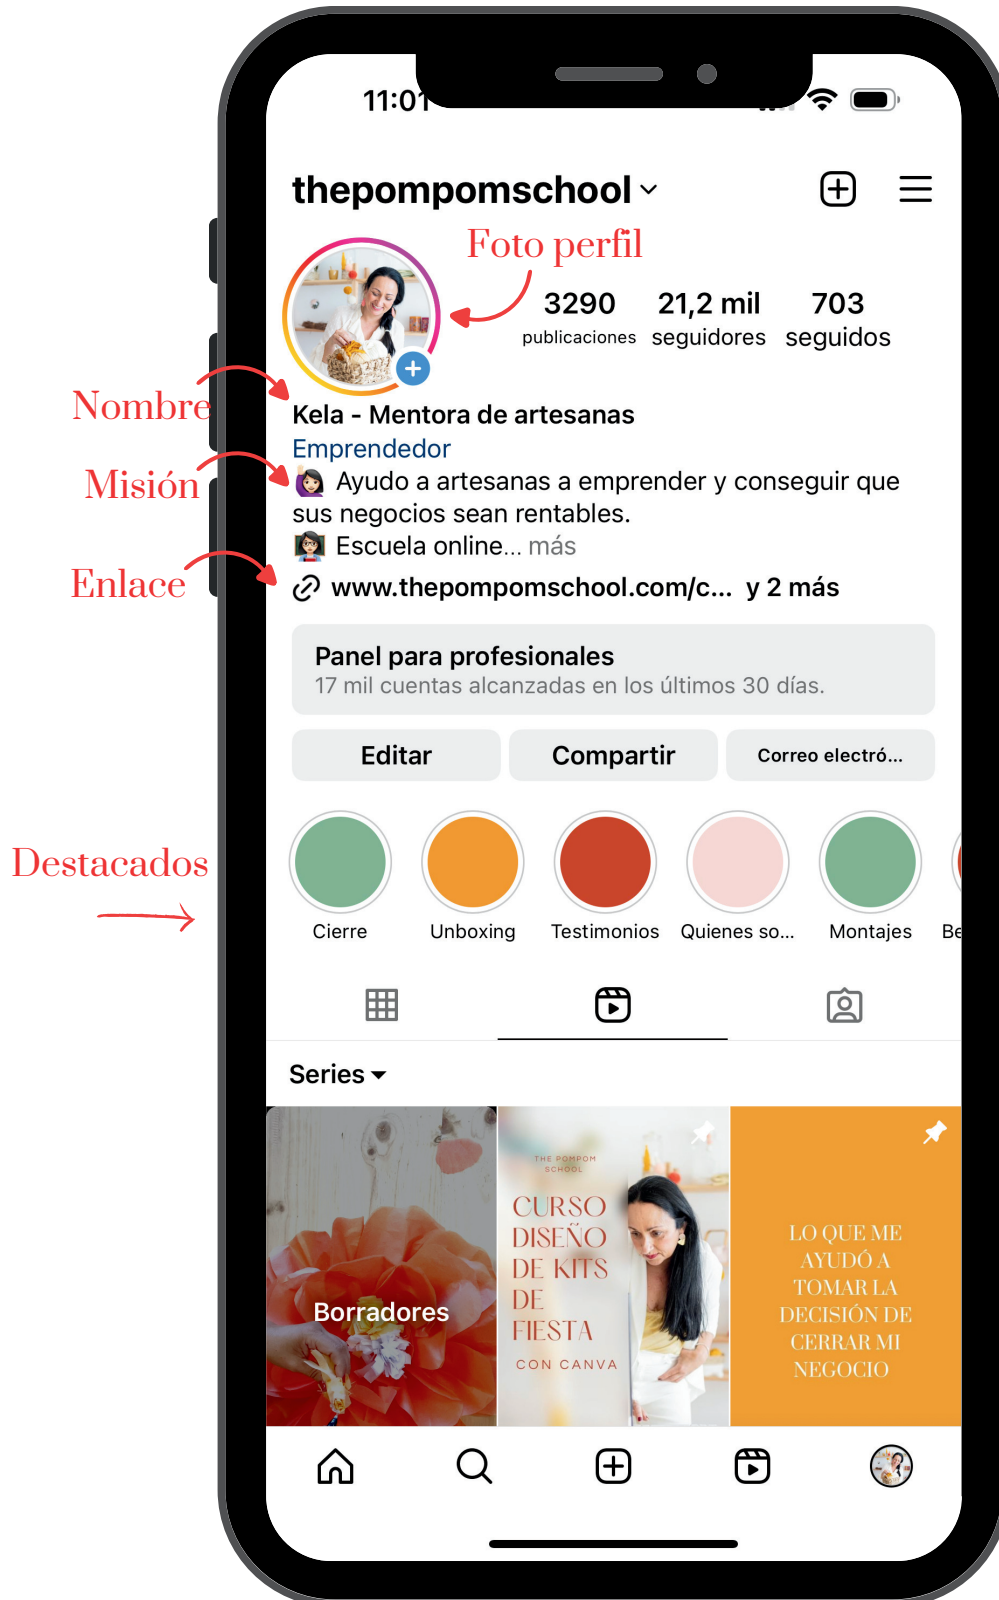 11:01
thepompomschool
Foto perfil
3290
21,2 mil
703
publicaciones
seguidores
seguidos
Nombre
Kela - Mentora de artesanas
Emprendedor
Misión
Ayudo a artesanas a emprender y conseguir que
sus negocios sean rentables.
Escuela online... más
Enlace
www.thepompomschool.com/c... y 2 más
Panel para profesionales
17 mil cuentas alcanzadas en los últimos 30 días.
Editar
Compartir
Correo electró...
Destacados
Cierre
Unboxing
Testimonios
Quienes so...
Montajes
Be
Series
Borradores
THE POMPOM
SCHOOL
CURSO
DISEÑO
DE KITS
DE
FIESTA
CON CANVA
LO QUE ME
AYUDÓ A
TOMAR LA
DECISIÓN DE
CERRAR MI
NEGOCIO